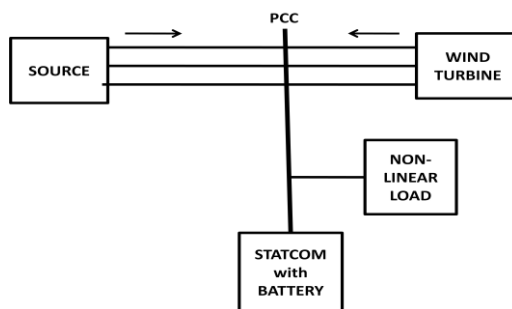 PCC
SOURCE
WIND
TURBINE
NON-
LINEAR
LOAD
STATCOM
with
BATTERY